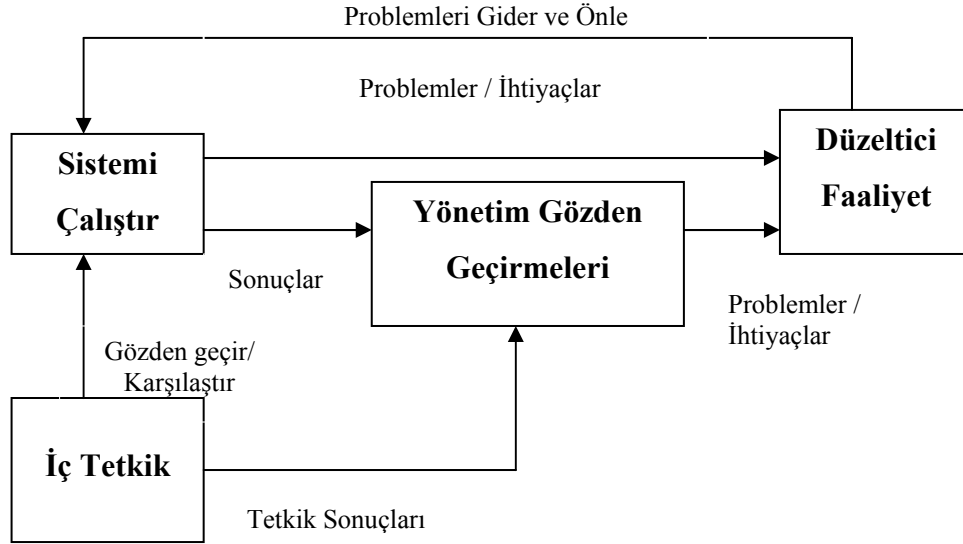 Problemleri Gider ve Önle
Problemler / İhtiyaçlar
Sistemi
Çalıştır
Düzeltici
Faaliyet
Yönetim Gözden
Geçirmeleri
Sonuçlar
Problemler /
İhtiyaçlar
Gözden geçir/
Karşılaştır
İç Tetkik
Tetkik Sonuçları